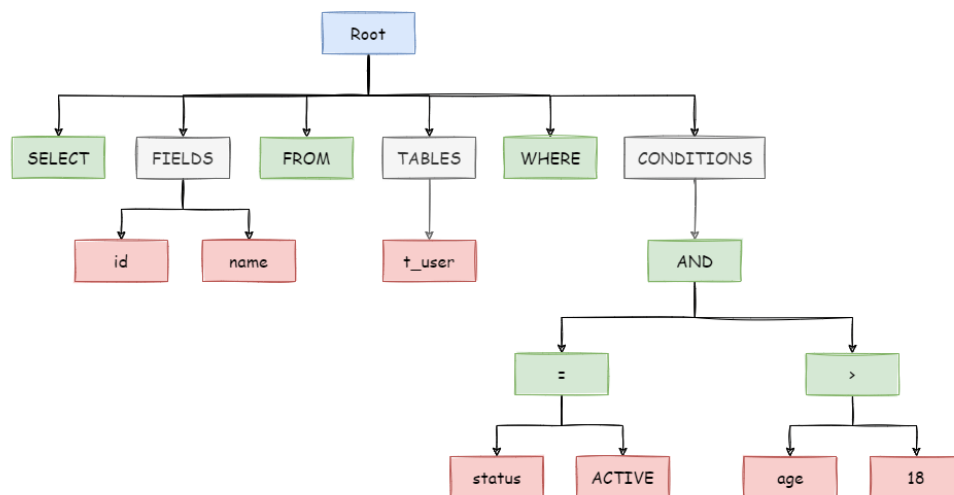 Root
SELECT
FIELDS
FROM
TABLES
WHERE
CONDITIONS
id
name
t_user
AND
=
>
status
ACTIVE
age
18